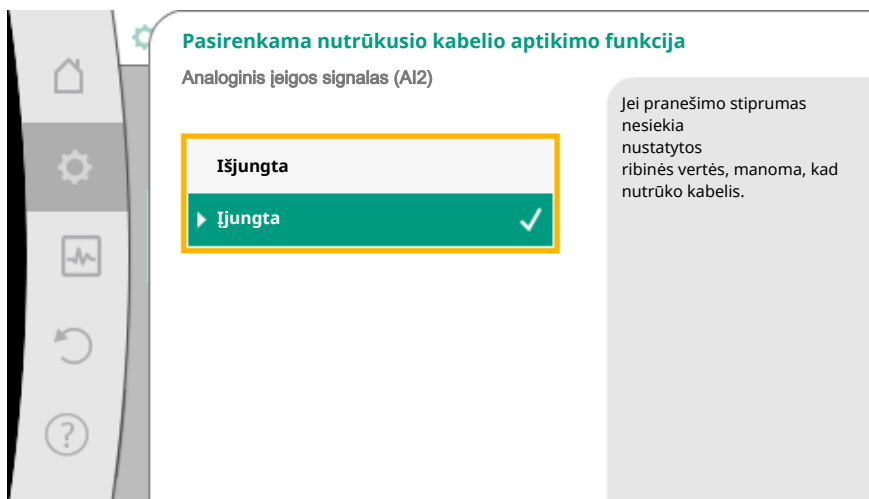 Pasirenkama nutrūkusio kabelio aptikimo funkcija
Analoginis įeigos signalas (AI2)
Išjungta
Įjungta
Jei pranešimo stiprumas
nesiekia
nustatytos
ribinės vertės, manoma, kad
nutrūko kabelis.
?